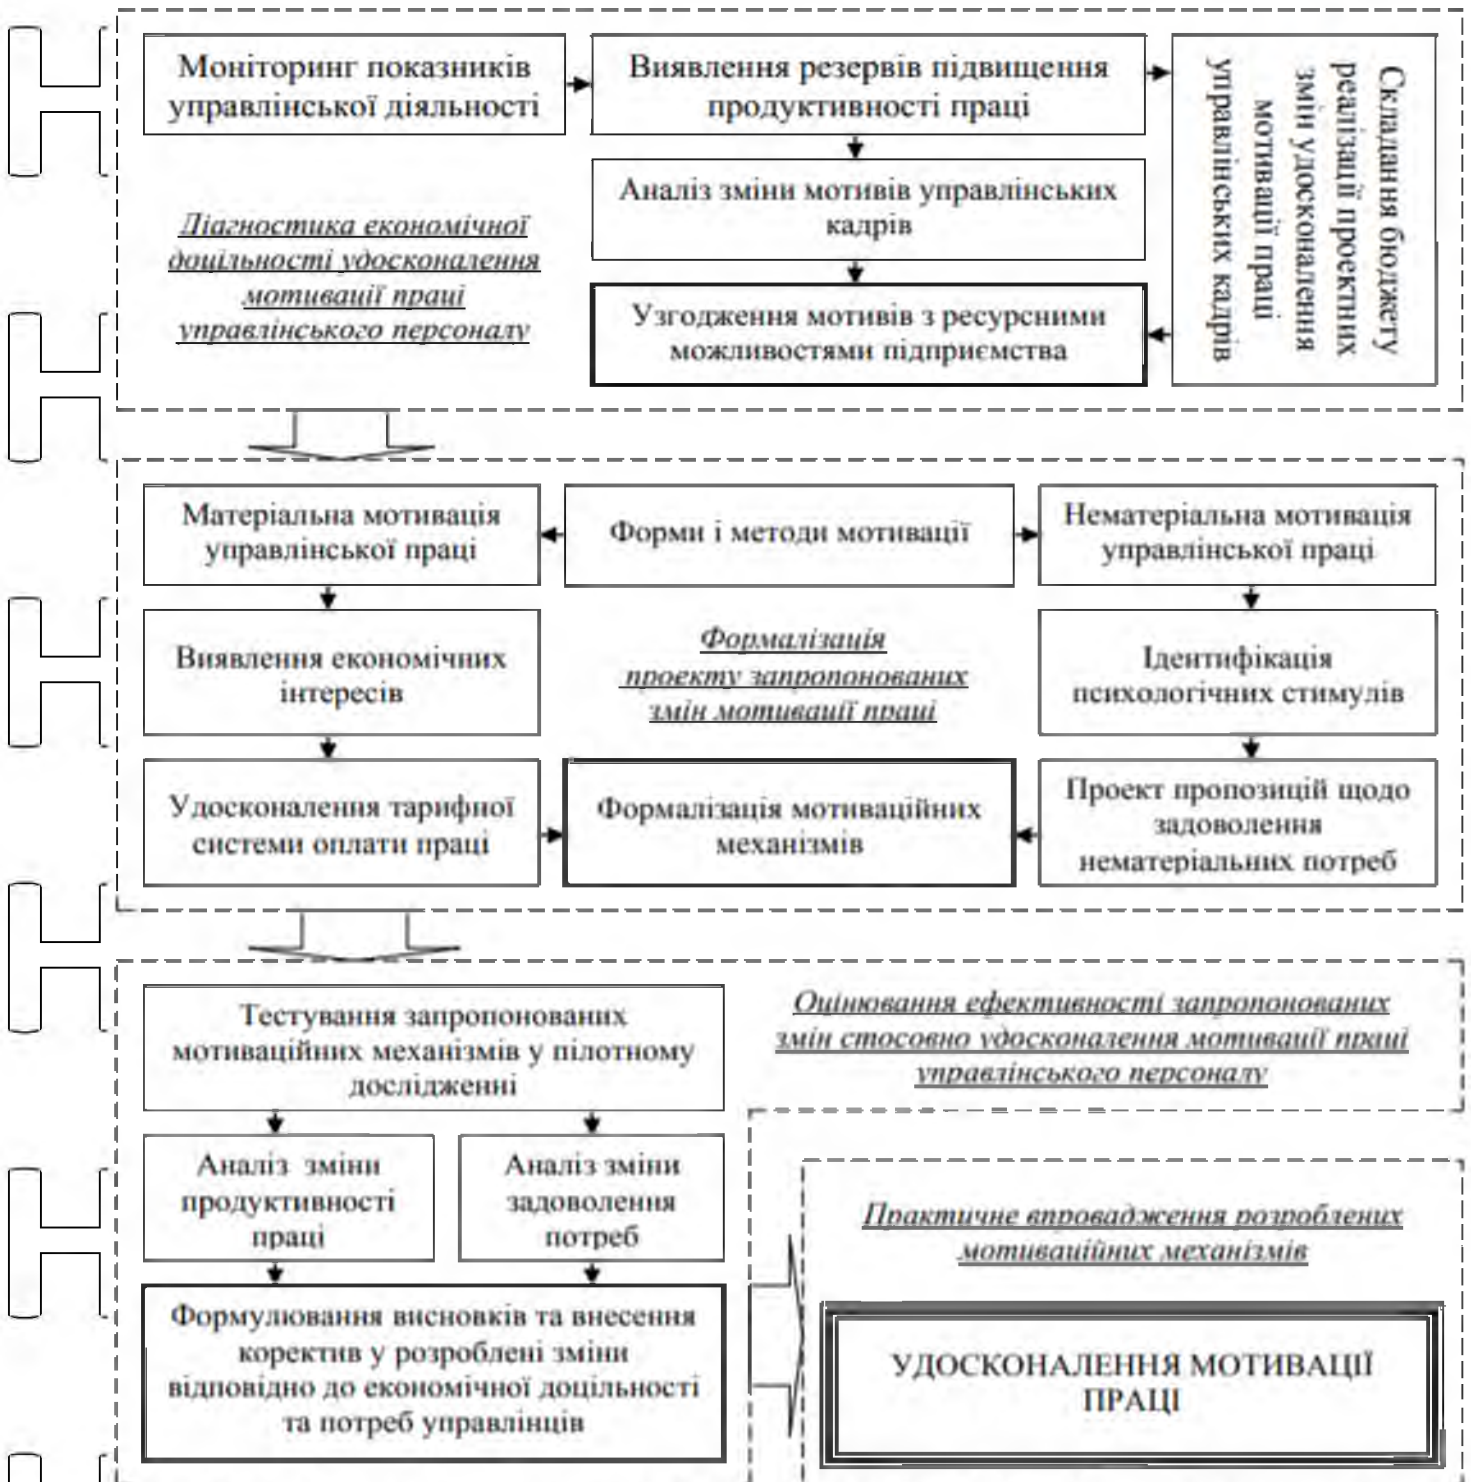 Моніторинг показників
управлінської діяльності
Виявлення резервів підвищення
продуктивності праці
Складання бюджету
реалізації проектних
змін удосконалення
мотивації праці
управлінських кадрів
Аналіз зміни мотивів управлінських
кадрів
Діагностика економічної
доцільності удосконалення
мотивації праці
управлінського персоналу
Узгодження мотивів з ресурсними
можливостями підприємства
Матеріальна мотивація
управлінської праці
Форми і методи мотивації
Нематеріальна мотивація
управлінської праці
Виявлення економічних
інтересів
Формалізація
проекту запропонованих
змін мотивації праці
Ідентифікація
психологічних стимулів
Удосконалення тарифної
системи оплати праці
Формалізація мотиваційних
механізмів
Проект пропозицій щодо
задоволення
нематеріальних потреб
Тестування запропонованих
мотиваційних механізмів у пілотному
дослідженні
Оцінювання ефективності запропонованих
змін стосовно удосконалення мотивації праці
управлінського персоналу
Аналіз зміни
продуктивності
праці
Аналіз зміни
задоволення
потреб
Практичне впровадження розроблених
мотиваційних механізмів
Формулювання висновків та внесення
коректив у розроблені зміни
відповідно до економічної доцільності
та потреб управлінців
УДОСКОНАЛЕННЯ МОТИВАЦІЇ
ПРАЦІ